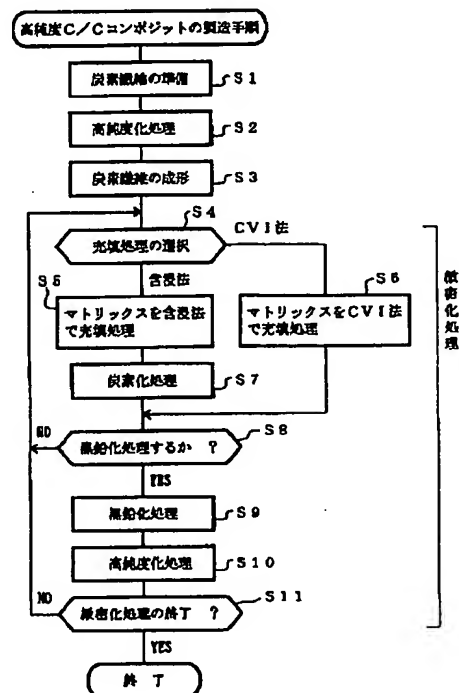 高純度C/Cコンポジットの製造手順
炭素繊維の準備
S1
高純度化処理
S2
炭素繊維の成形
S3
S4
充填処理の選択
CVI法
含浸法
S5
マトリックスを含浸法
で充填処理
S6
マトリックスをCVI法
で充填処理
炭素化処理
S7
緻密化処理
NO
黒鉛化処理するか ?
S8
YES
黒鉛化処理
S9
高純度化処理
S10
NO
緻密化処理の終了 ?
S11
YES
終了